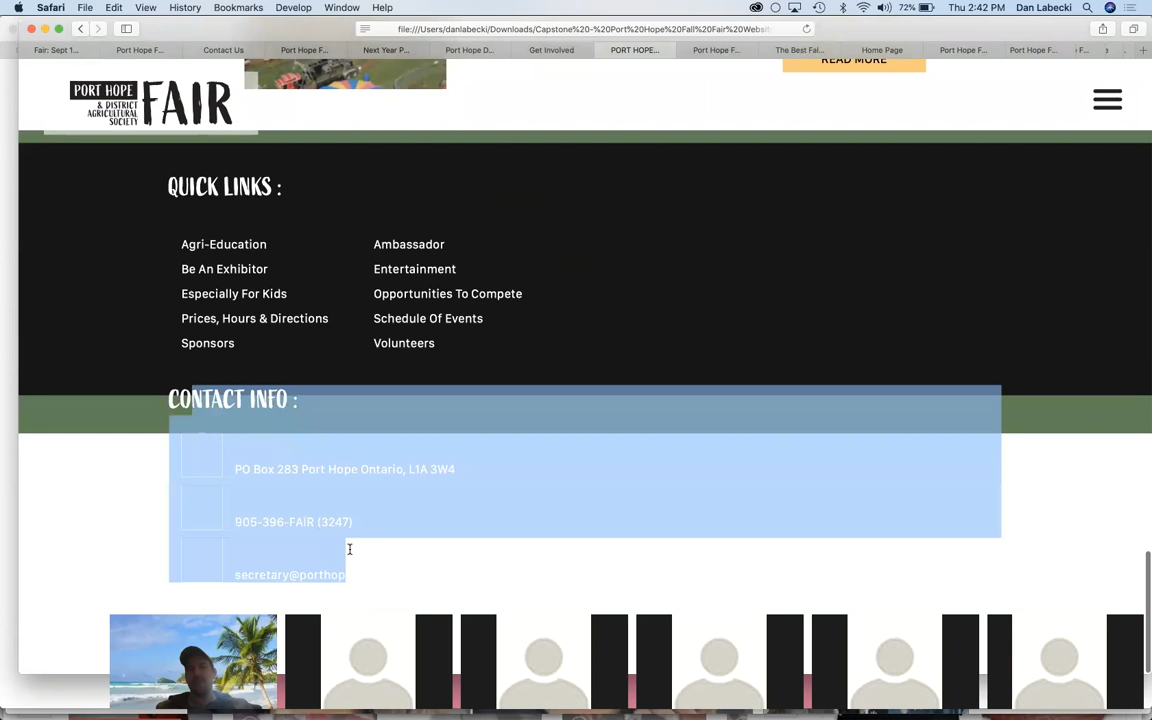 Safari File Edit View History Bookmarks Develop Window Help 72% Thu 2:42 PM Dan Labecki
file:///Users/danlabecki/Downloads/Capstone%20-%20Port%20Hope%20Fall%20Fair%20Websit
Fair: Sept 1... Port Hope F... Contact Us Port Hope F... Next Year P... Port Hope D... Get Involved PORT HOPE... Port Hope F... The Best Fai... Home Page Port Hope F... Port Hope F... F...
READ MORE
PORT HOPE
& DISTRICT
AGRICULTURAL
SOCIETY
FAIR
QUICK LINKS :
Agri-Education Ambassador
Be An Exhibitor Entertainment
Especially For Kids Opportunities To Compete
Prices, Hours & Directions Schedule Of Events
Sponsors Volunteers
CONTACT INFO :
PO Box 283 Port Hope Ontario, L1A 3W4
905-396-FAIR (3247)
secretary@porthop